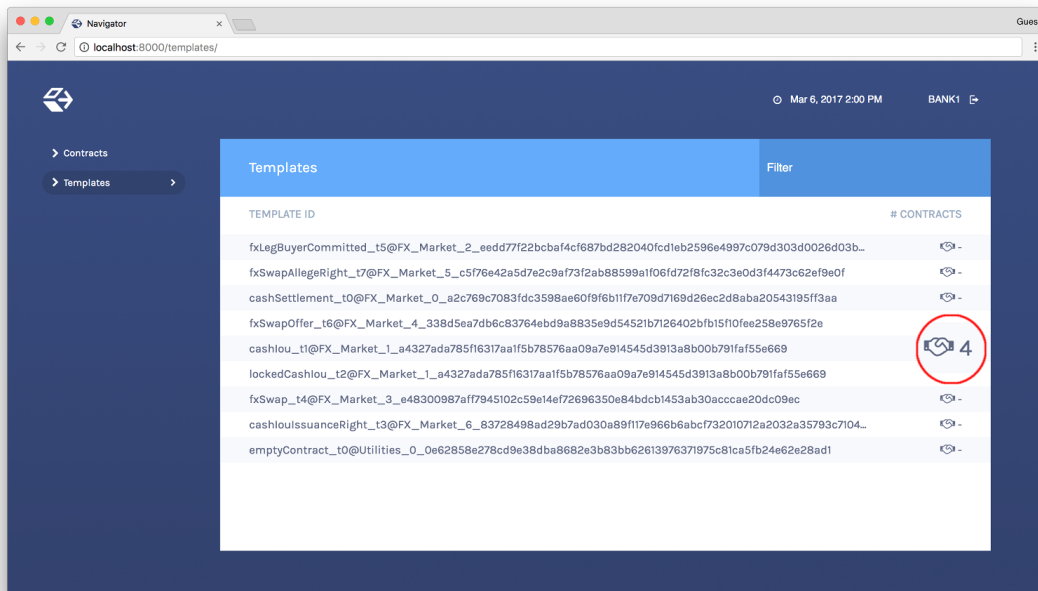 Navigator
Gues
localhost:8000/templates/
Mar 6, 2017 2:00 PM
BANK1
Contracts
Templates
Templates
Filter
TEMPLATE ID
# CONTRACTS
fxLegBuyerCommitted_t5@FX_Market_2_eedd77f22bcbaf4cf687bd282040fcd1eb2596e4997c079d303d0026d03b... -
fxSwapAllegeRight_t7@FX_Market_5_c5f76e42a5d7e2c9af73f2ab88599a1f06fd72f8fc32c3e0d3f4473c62ef9e0f -
cashSettlement_t0@FX_Market_0_a2c769c7083fdc3598ae60f9f6b11f7e709d7169d26ec2d8aba20543195ff3aa -
fxSwapOffer_t6@FX_Market_4_338d5ea7db6c83764ebd9a8835e9d54521b7126402bfb15f10fee258e9765f2e
cashIou_t1@FX_Market_1_a4327ada785f16317aa1f5b78576aa09a7e914545d3913a8b00b791faf55e669 4
lockedCashIou_t2@FX_Market_1_a4327ada785f16317aa1f5b78576aa09a7e914545d3913a8b00b791faf55e669
fxSwap_t4@FX_Market_3_e48300987aff7945102c59e14ef72696350e84bdcb1453ab30acccae20dc09ec -
cashIouIssuanceRight_t3@FX_Market_6_83728498ad29b7ad030a89f117e966b6abcf732010712a2032a35793c7104... -
emptyContract_t0@Utilities_0_0e62858e278cd9e38dba8682e3b83bb62613976371975c81ca5fb24e62e28ad1 -